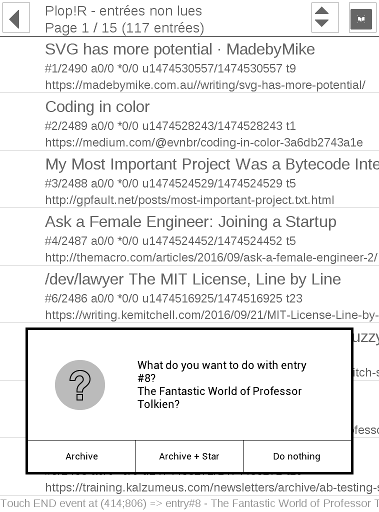 Plop!R - entrées non lues
Page 1 / 15 (117 entrées)
SVG has more potential · MadebyMike
#1/2490 a0/0 *0/0 u1474530557/1474530557 t9
https://madebymike.com.au//writing/svg-has-more-potential/
Coding in color
#2/2489 a0/0 *0/0 u1474528243/1474528243 t1
https://medium.com/@evnbr/coding-in-color-3a6db2743a1e
My Most Important Project Was a Bytecode Inte
#3/2488 a0/0 *0/0 u1474524529/1474524529 t5
http://gpfault.net/posts/most-important-project.txt.html
Ask a Female Engineer: Joining a Startup
#4/2487 a0/0 *0/0 u1474524452/1474524452 t5
http://themacro.com/articles/2016/09/ask-a-female-engineer-2/
/dev/lawyer The MIT License, Line by Line
#6/2486 a0/0 *0/0 u1474516925/1474516925 t23
https://writing.kemitchell.com/2016/09/21/MIT-License-Line-by-
uzzy
itch-s
What do you want to do with entry
#8?
The Fantastic World of Professor
Tolkien?
ofesso
Archive
Archive + Star
Do nothing
https://training.kalzumeus.com/newsletters/archive/ab-testing-s
Touch END event at (414;806) => entry#8 - The Fantastic World of Professor T